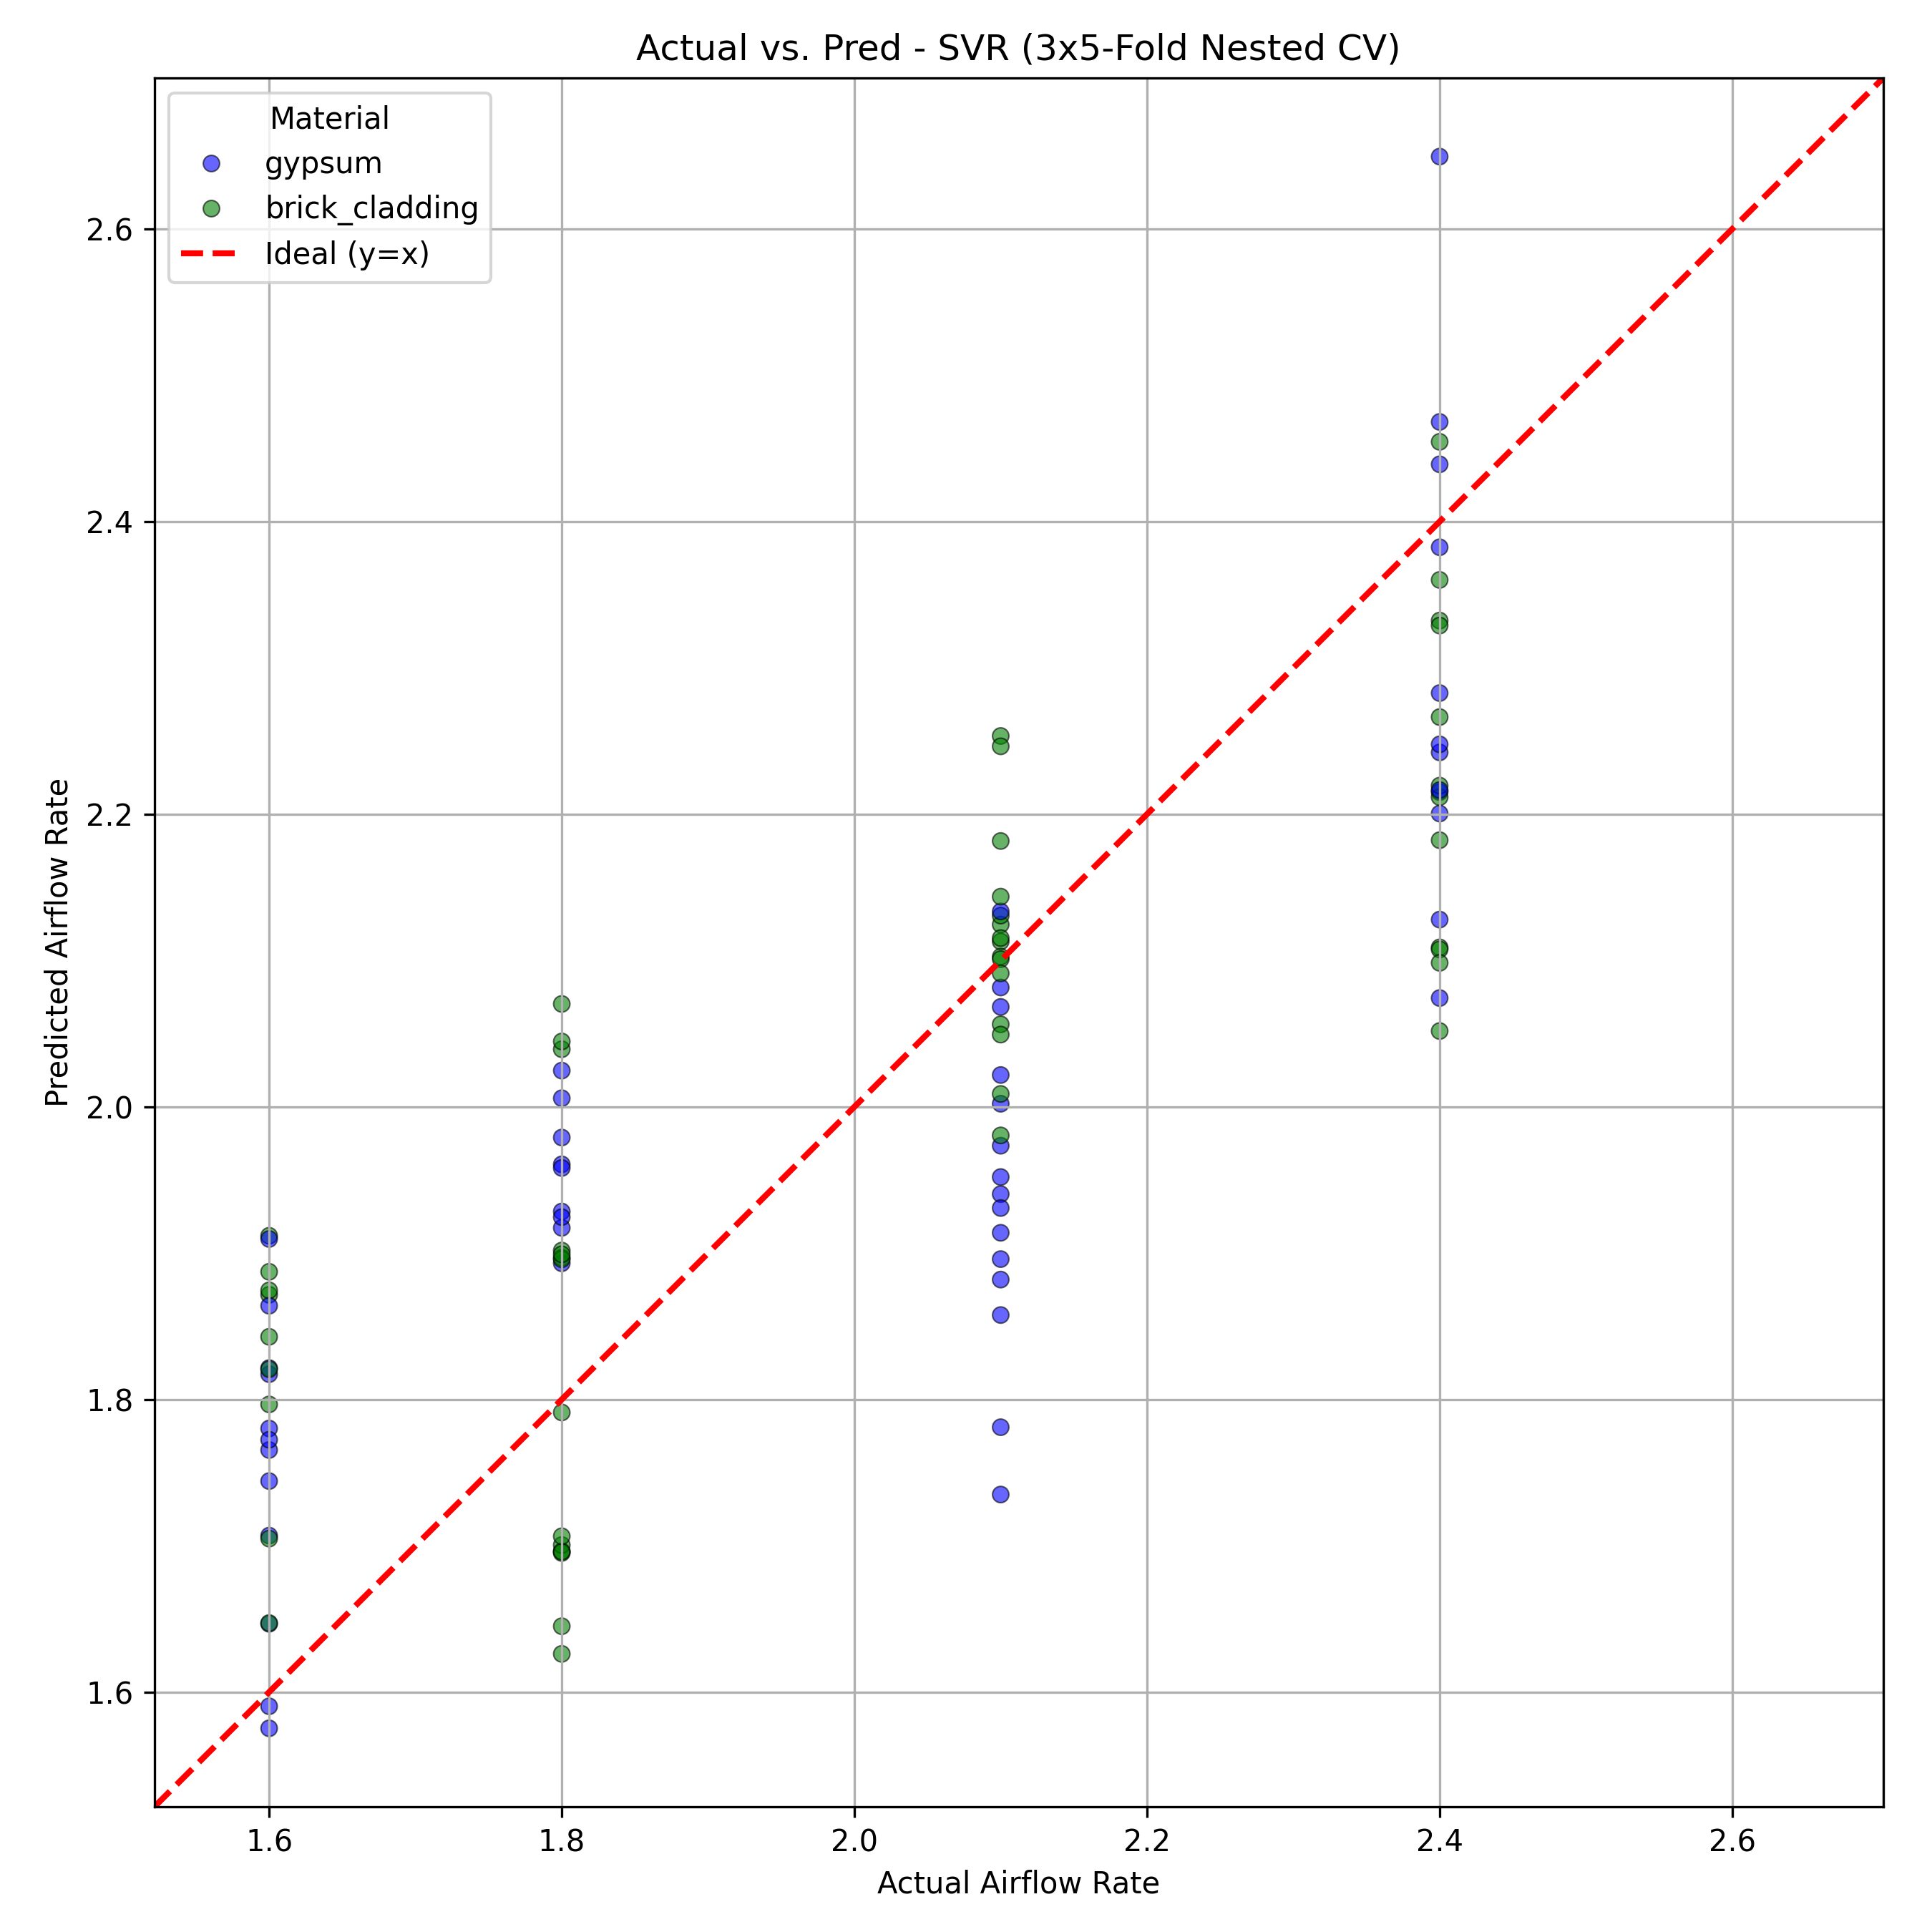 Actual vs. Pred - SVR (3x5-Fold Nested CV)
Material
gypsum
brick_cladding
Ideal (y=x)
Predicted Airflow Rate
2.6
2.4
2.2
2.0
1.8
1.6
1.6 1.8 2.0 2.2 2.4 2.6
Actual Airflow Rate